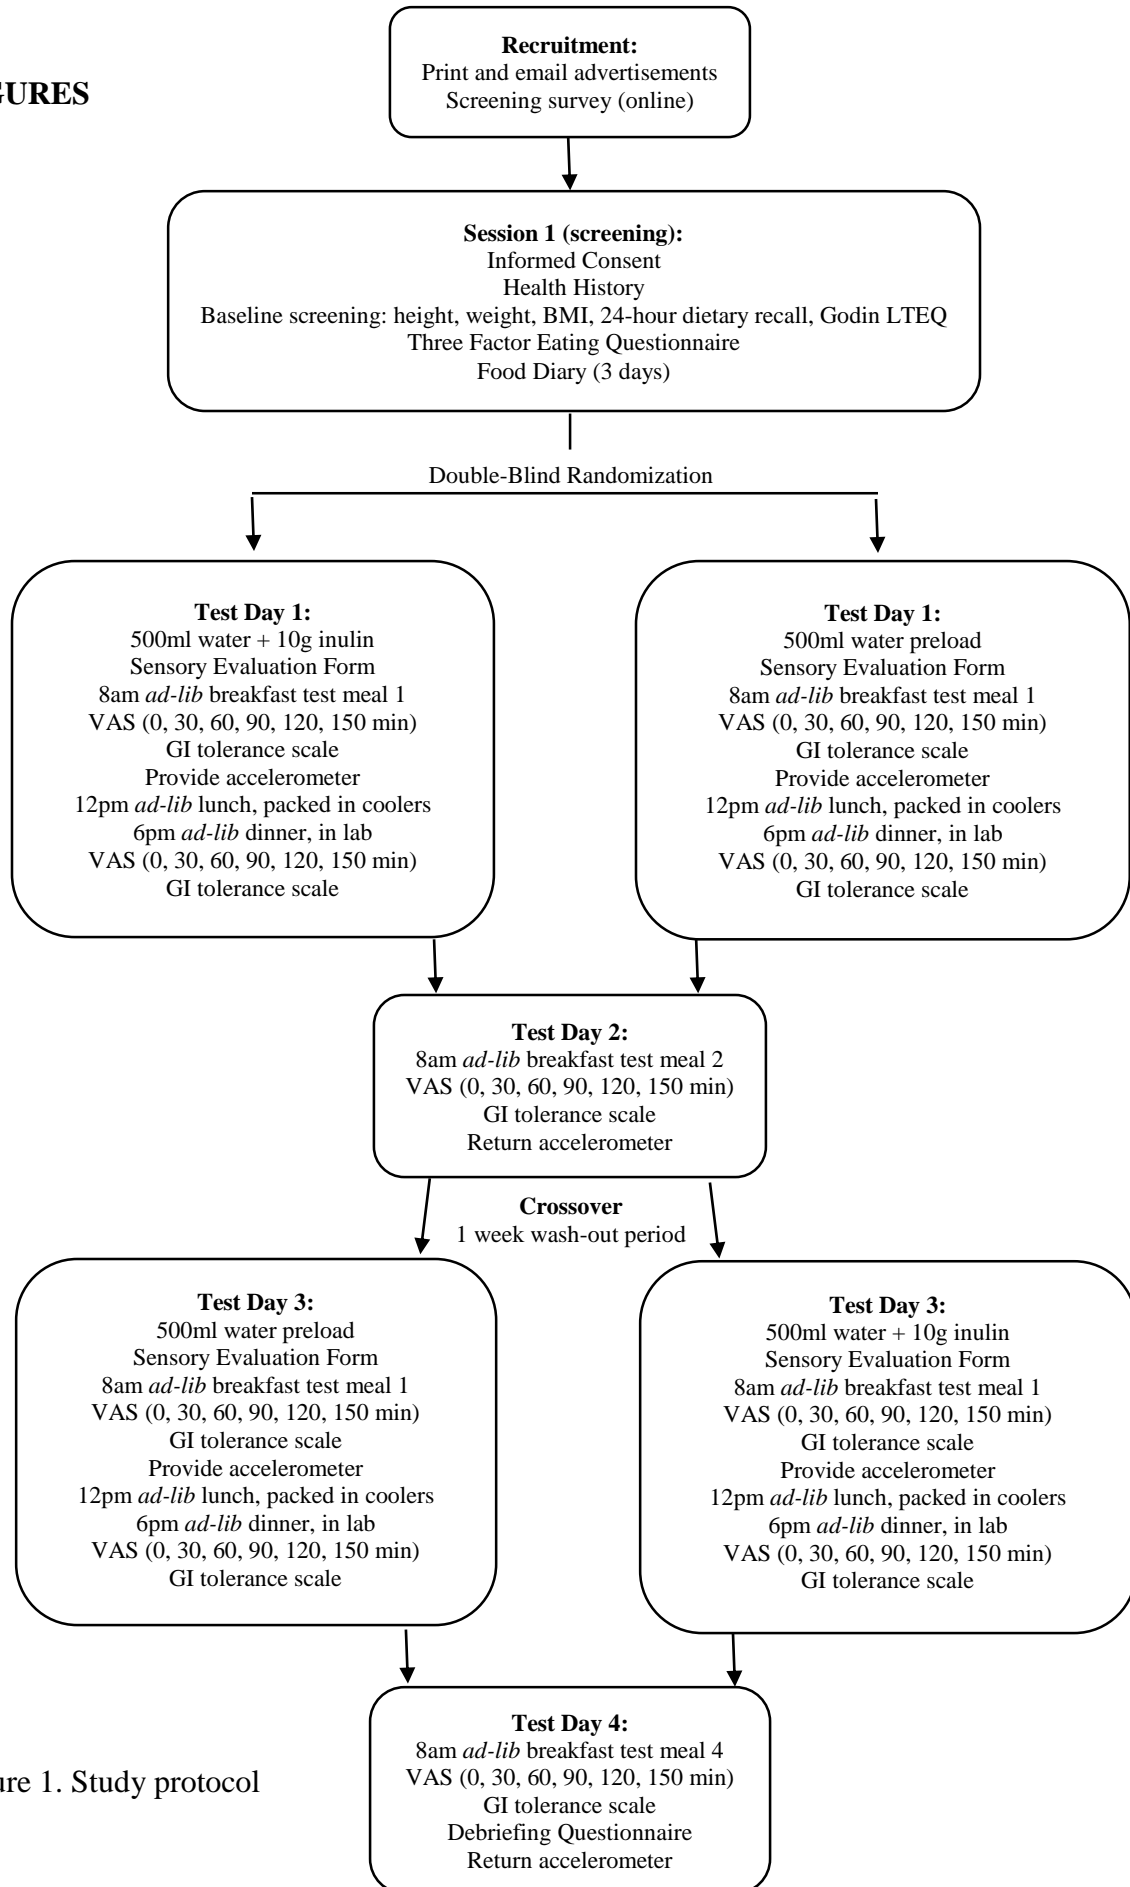 Recruitment:
Print and email advertisements
Screening survey (online)
GURES
Session 1 (screening):
Informed Consent
Health History
Baseline screening: height, weight, BMI, 24-hour dietary recall, Godin LTEQ
Three Factor Eating Questionnaire
Food Diary (3 days)
Double-Blind Randomization
Test Day 1:
500ml water + 10g inulin
Sensory Evaluation Form
8am ad-lib breakfast test meal 1
VAS (0, 30, 60, 90, 120, 150 min)
GI tolerance scale
Provide accelerometer
12pm ad-lib lunch, packed in coolers
6pm ad-lib dinner, in lab
VAS (0, 30, 60, 90, 120, 150 min)
GI tolerance scale
Test Day 1:
500ml water preload
Sensory Evaluation Form
8am ad-lib breakfast test meal 1
VAS (0, 30, 60, 90, 120, 150 min)
GI tolerance scale
Provide accelerometer
12pm ad-lib lunch, packed in coolers
6pm ad-lib dinner, in lab
VAS (0, 30, 60, 90, 120, 150 min)
GI tolerance scale
Test Day 2:
8am ad-lib breakfast test meal 2
VAS (0, 30, 60, 90, 120, 150 min)
GI tolerance scale
Return accelerometer
Crossover
1 week wash-out period
Test Day 3:
500ml water preload
Sensory Evaluation Form
8am ad-lib breakfast test meal 1
VAS (0, 30, 60, 90, 120, 150 min)
GI tolerance scale
Provide accelerometer
12pm ad-lib lunch, packed in coolers
6pm ad-lib dinner, in lab
VAS (0, 30, 60, 90, 120, 150 min)
GI tolerance scale
Test Day 3:
500ml water + 10g inulin
Sensory Evaluation Form
8am ad-lib breakfast test meal 1
VAS (0, 30, 60, 90, 120, 150 min)
GI tolerance scale
Provide accelerometer
12pm ad-lib lunch, packed in coolers
6pm ad-lib dinner, in lab
VAS (0, 30, 60, 90, 120, 150 min)
GI tolerance scale
Test Day 4:
8am ad-lib breakfast test meal 4
VAS (0, 30, 60, 90, 120, 150 min)
GI tolerance scale
Debriefing Questionnaire
Return accelerometer
ure 1. Study protocol